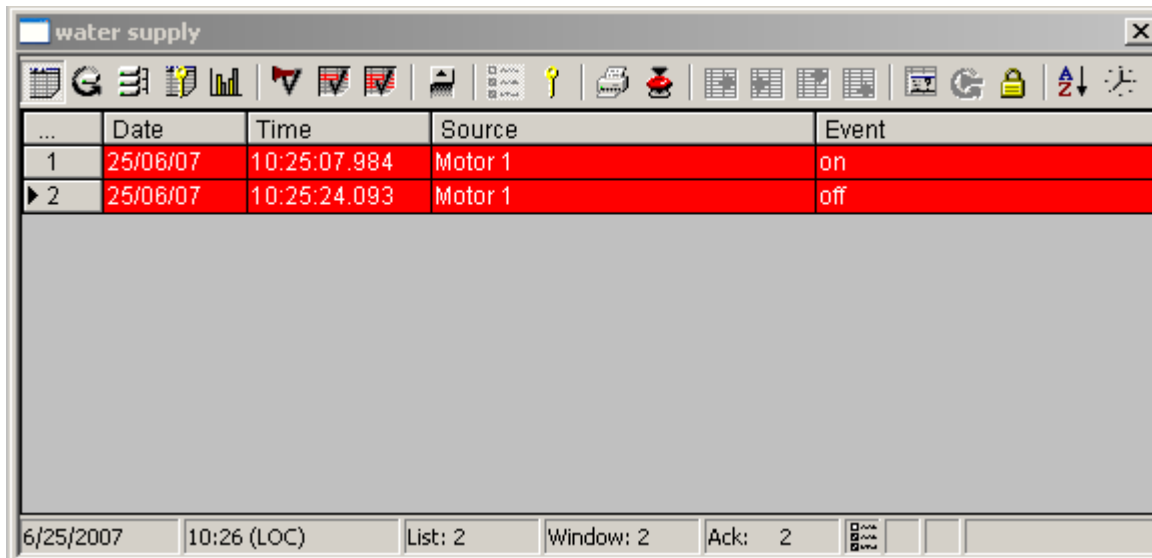 water supply
... Date Time Source Event
1 25/06/07 10:25:07.984 Motor 1 on
2 25/06/07 10:25:24.093 Motor 1 off
6/25/2007 10:26 (LOC) List: 2 Window: 2 Ack: 2